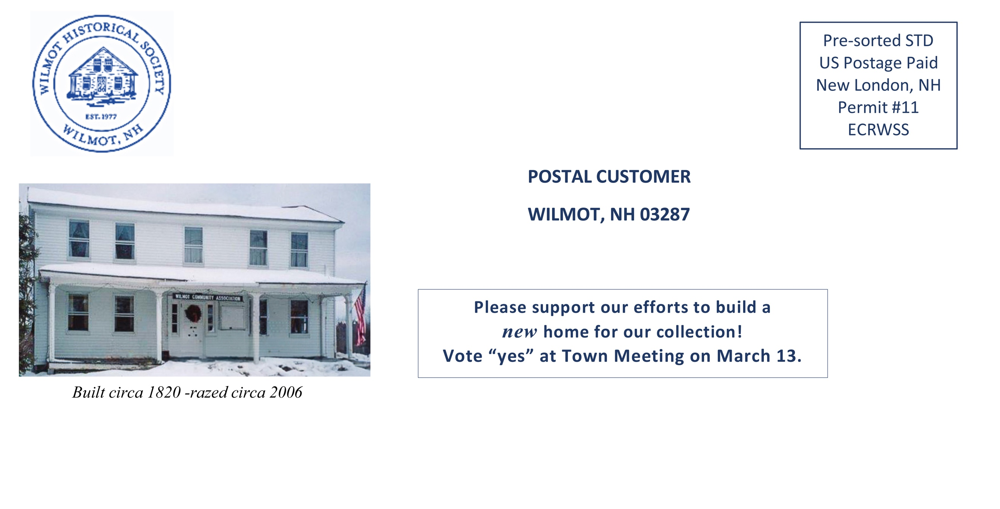 WILMOT HISTORICAL SOCIETY
EST. 1977
WILMOT, NH
Pre-sorted STD
US Postage Paid
New London, NH
Permit #11
ECRWSS
POSTAL CUSTOMER
WILMOT, NH 03287
WILMOT COMMUNITY ASSOCIATION
Built circa 1820 -razed circa 2006
Please support our efforts to build a
new home for our collection!
Vote “yes” at Town Meeting on March 13.